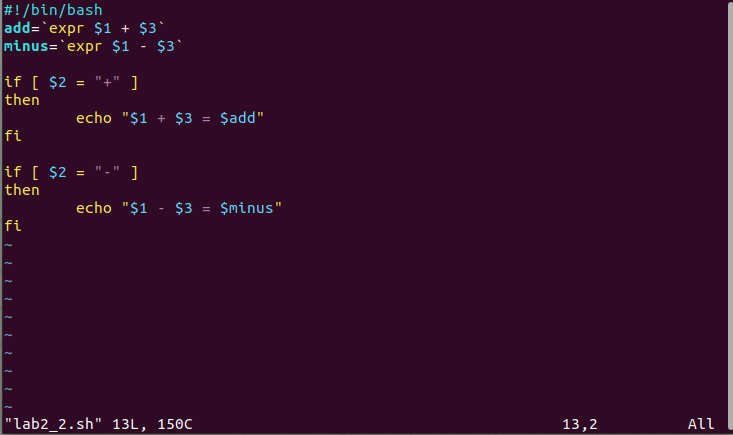 #!/bin/bash
add=`expr $1 + $3`
minus=`expr $1 - $3`
if [ $2 = "+" ]
then
echo "$1 + $3 = $add"
fi
if [ $2 = "-" ]
then
echo "$1 - $3 = $minus"
fi
~
~
~
~
~
~
~
~
~
~
"lab2_2.sh" 13L, 150C 13,2 All